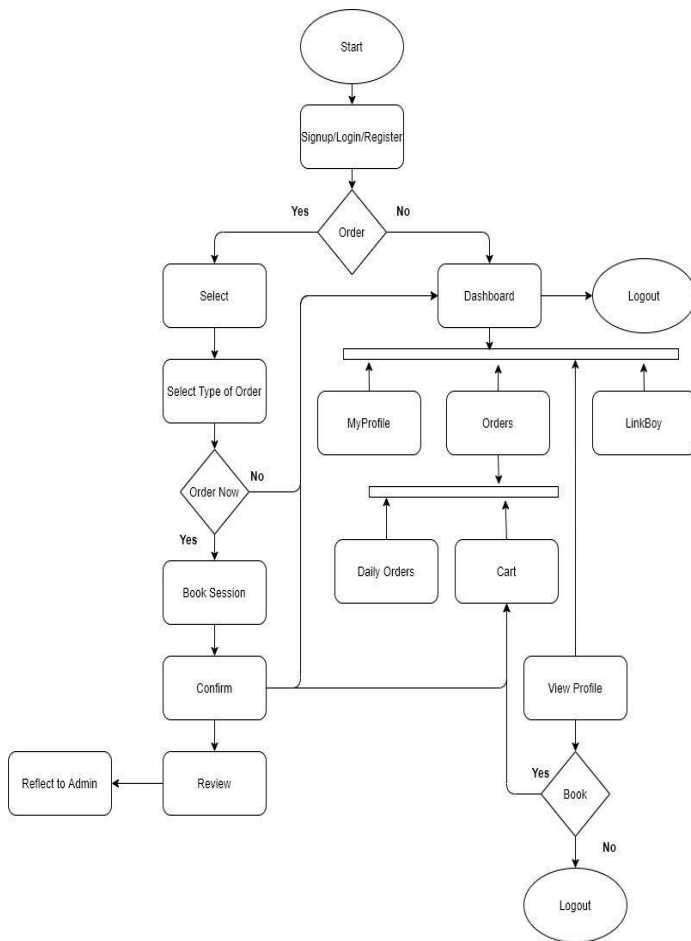 Start
Signup/Login/Register
Yes
No
Order
Select
Dashboard
Logout
Select Type of Order
MyProfile
Orders
LinkBoy
No
Order Now
Yes
Daily Orders
Cart
Book Session
Confirm
View Profile
Reflect to Admin
Review
Yes
Book
No
Logout